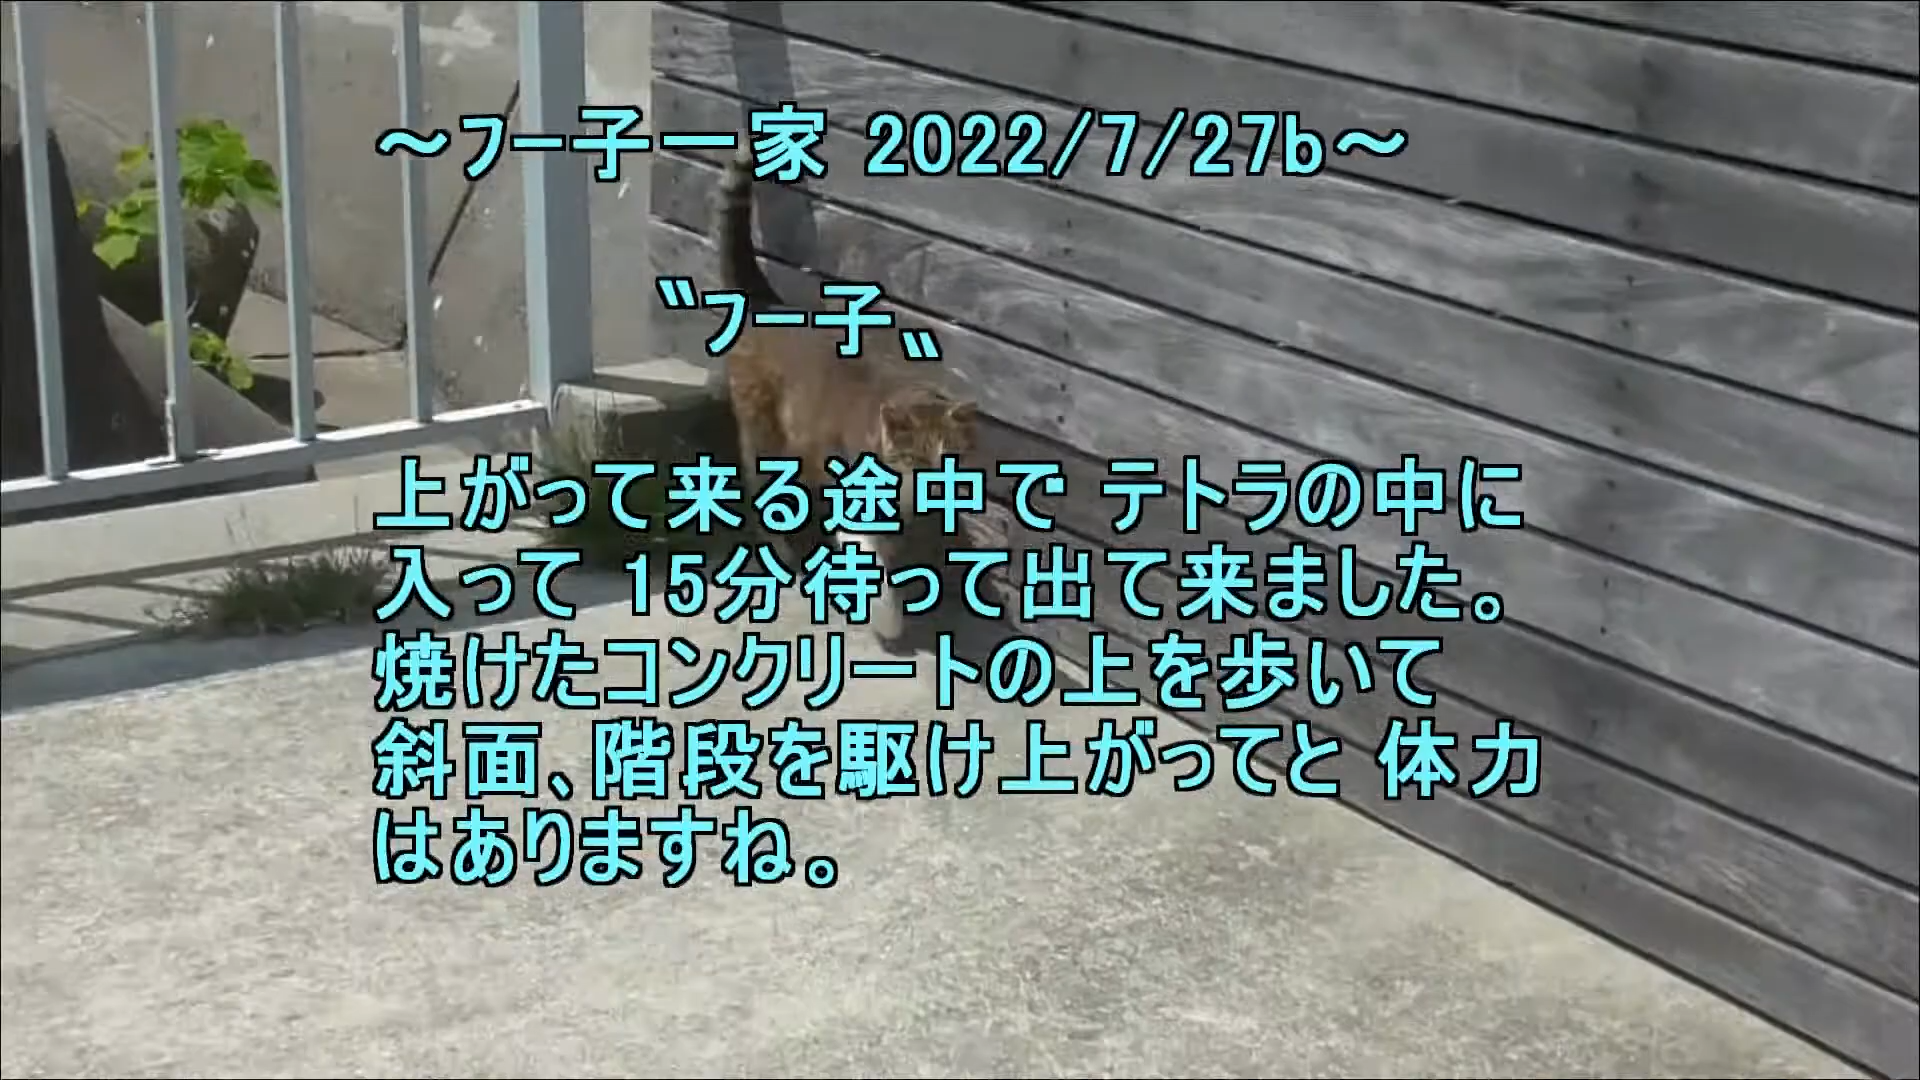 ～フー子一家 2022/7/27b～
〝フー子〟
上がって来る途中で テトラの中に
入って 15分待って出て来ました。
焼けたコンクリートの上を歩いて
斜面、階段を駆け上がってと 体力
はありますね。